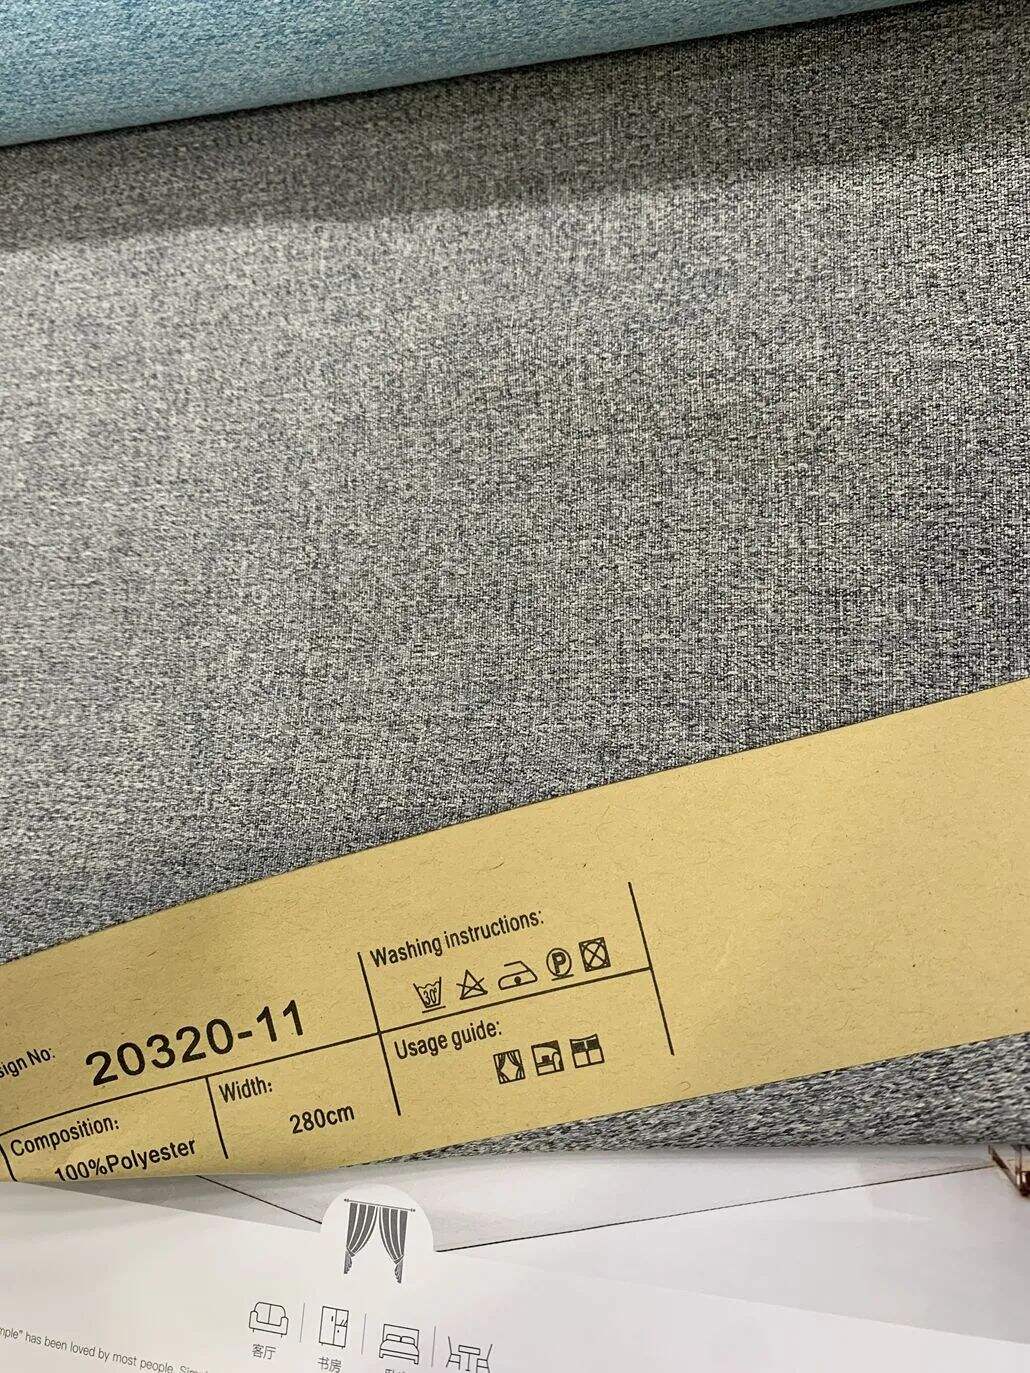 Washing instructions:
30°
P
sign No:
20320-11
Usage guide:
Width:
280cm
Composition:
100%Polyester
mple" has been loved by most people.
客厅
书房